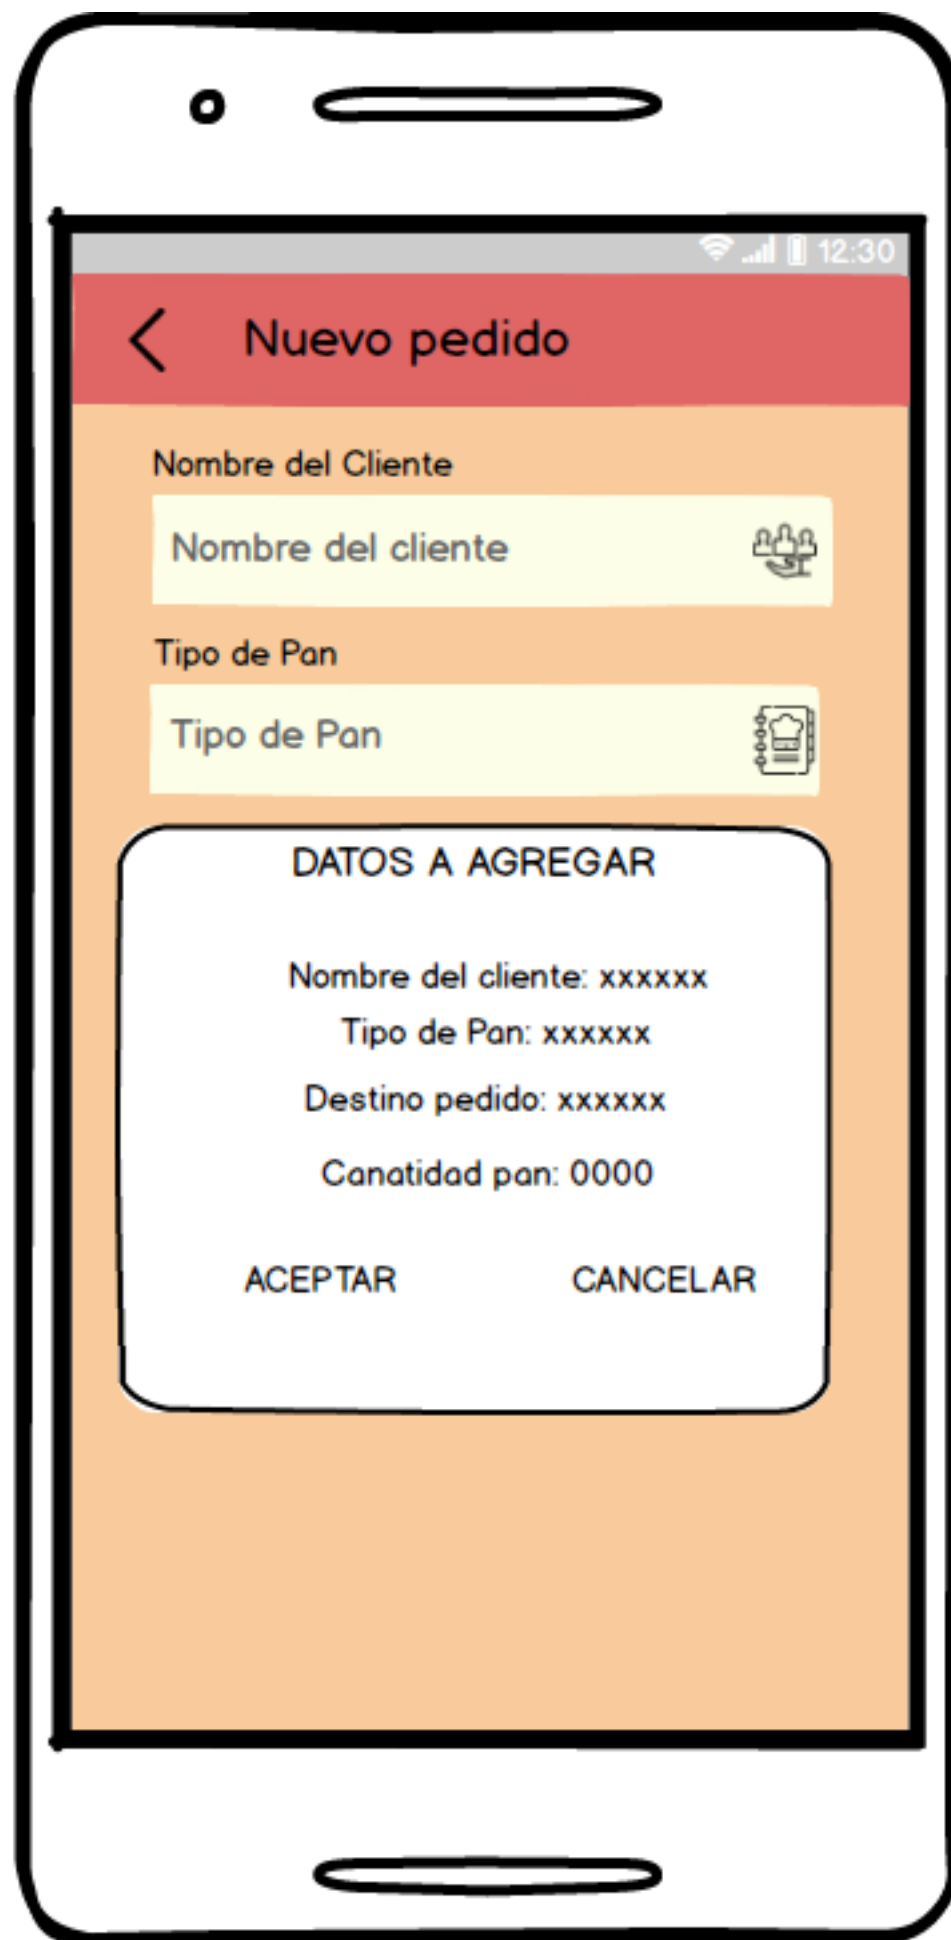 12:30
Nuevo pedido
Nombre del Cliente
Nombre del cliente
Tipo de Pan
Tipo de Pan
DATOS A AGREGAR
Nombre del cliente: xxxxxx
Tipo de Pan: xxxxxx
Destino pedido: xxxxxx
Canatidad pan: 0000
ACEPTAR CANCELAR